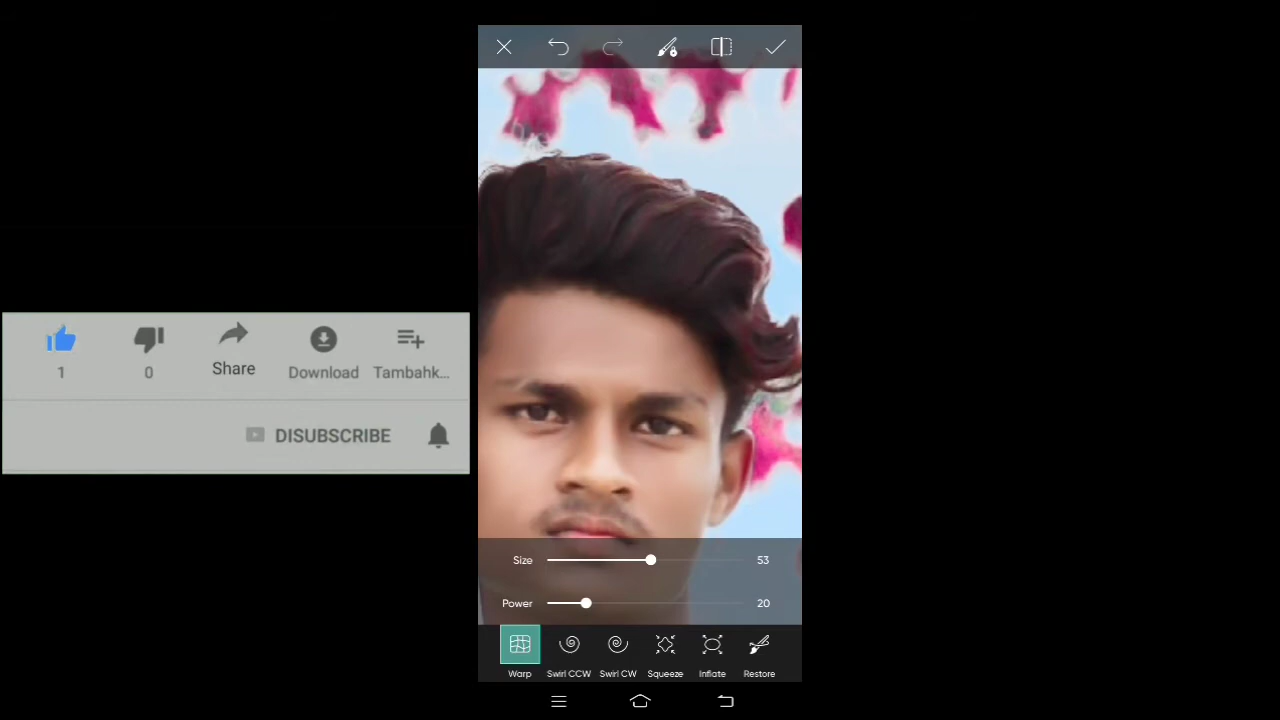 1
0
Share
Download
Tambahk...
DISUBSCRIBE
Size
53
Power
20
Warp
Swirl CCW
Swirl CW
Squeeze
Inflate
Restore